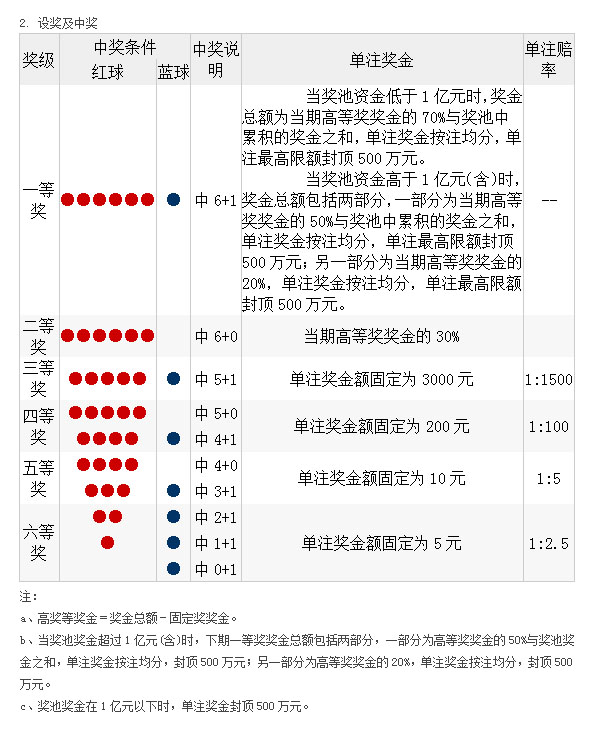 2. 设奖及中奖
奖级 中奖条件 中奖说明 单注奖金 单注赔率
红球 蓝球
一等奖 中 6+1 --
当奖池资金低于 1 亿元时,奖金
总额为当期高等奖奖金的 70%与奖池中
累积的奖金之和, 单注奖金按注均分, 单
注最高限额封顶 500 万元。
当奖池资金高于 1 亿元(含)时,
奖金总额包括两部分,一部分为当期高等
奖奖金的 50%与奖池中累积的奖金之和,
单注奖金按注均分, 单注最高限额封顶
500 万元; 另一部分为当期高等奖奖金的
20%, 单注奖金按注均分, 单注最高限额
封顶 500 万元。
二等奖 中 6+0 当期高等奖奖金的 30%
三等奖 中 5+1 单注奖金额固定为 3000 元 1:1500
四等奖 中 5+0 单注奖金额固定为 200 元 1:100
中 4+1
五等奖 中 4+0 单注奖金额固定为 10 元 1:5
中 3+1
六等奖 中 2+1 单注奖金额固定为 5 元 1:2.5
中 1+1
中 0+1
注:
a、高奖等奖金＝奖金总额－固定奖奖金。
b、当奖池奖金超过 1 亿元(含)时, 下期一等奖奖金总额包括两部分, 一部分为高等奖奖金的 50%与奖池奖
金之和, 单注奖金按注均分, 封顶 500 万元; 另一部分为高等奖奖金的 20%, 单注奖金按注均分, 封顶 500
万元。
c、奖池奖金在 1 亿元以下时, 单注奖金封顶 500 万元。